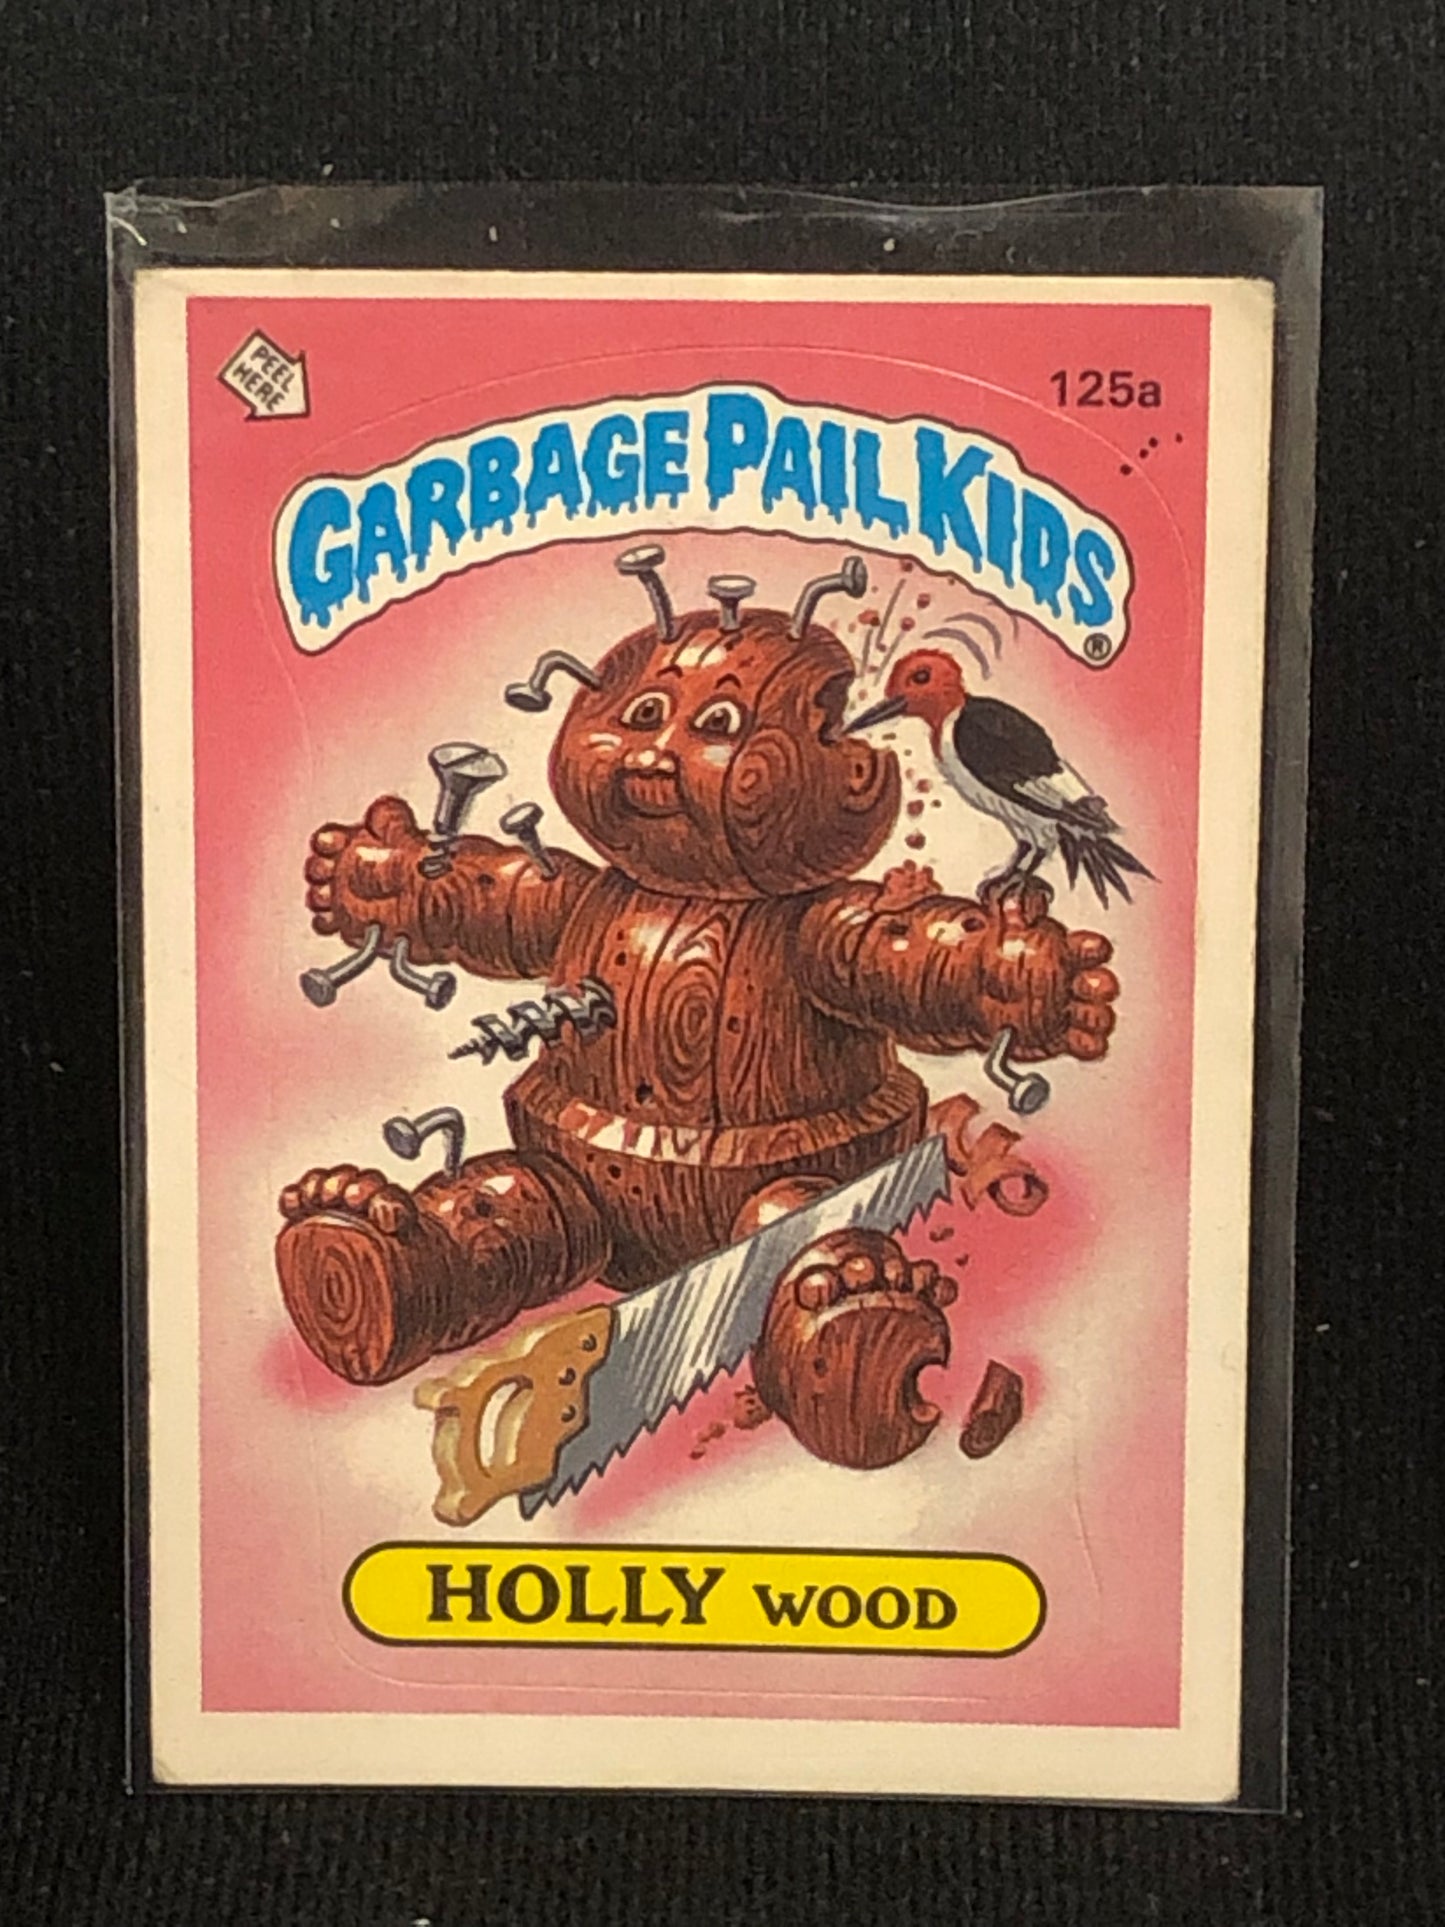 PEEL
HERE
125a
GARBAGE PAIL KIDS
®
HOLLY WOOD